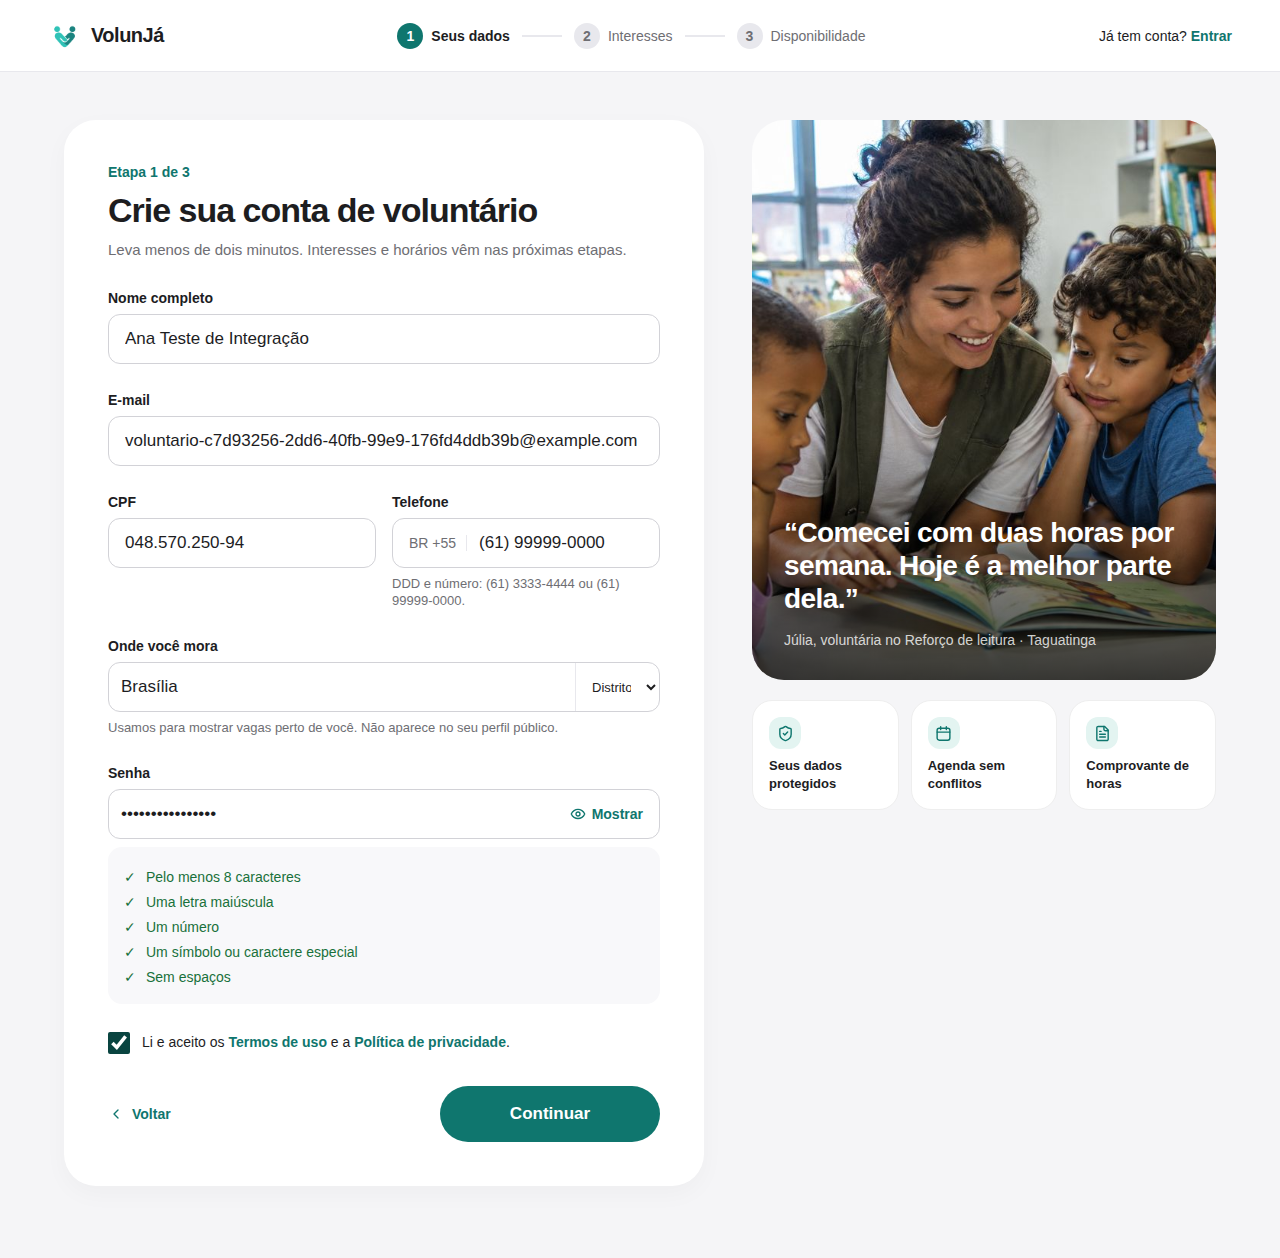 VolunJá
1 Seus dados
2 Interesses
3 Disponibilidade
Já tem conta? Entrar
Etapa 1 de 3
Crie sua conta de voluntário
Leva menos de dois minutos. Interesses e horários vêm nas próximas etapas.
Nome completo
Ana Teste de Integração
E-mail
voluntario-c7d93256-2dd6-40fb-99e9-176fd4ddb39b@example.com
CPF
048.570.250-94
Telefone
BR +55 (61) 99999-0000
DDD e número: (61) 3333-4444 ou (61)
99999-0000.
Onde você mora
Brasília
Distrito
Usamos para mostrar vagas perto de você. Não aparece no seu perfil público.
Senha
••••••••••••••••
Mostrar
✓ Pelo menos 8 caracteres
✓ Uma letra maiúscula
✓ Um número
✓ Um símbolo ou caractere especial
✓ Sem espaços
Li e aceito os Termos de uso e a Política de privacidade.
Voltar
Continuar
“Comecei com duas horas por
semana. Hoje é a melhor parte
dela.”
Júlia, voluntária no Reforço de leitura · Taguatinga
Seus dados
protegidos
Agenda sem
conflitos
Comprovante de
horas